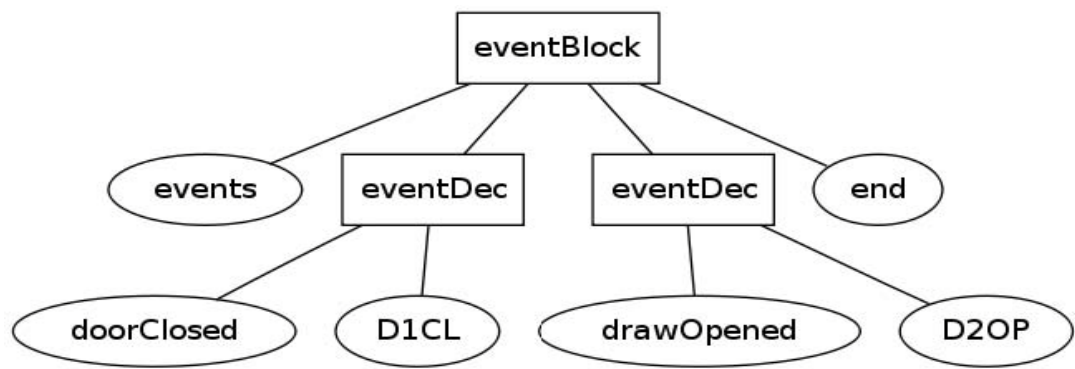 eventBlock
events
eventDec
eventDec
end
doorClosed
D1CL
drawOpened
D2OP